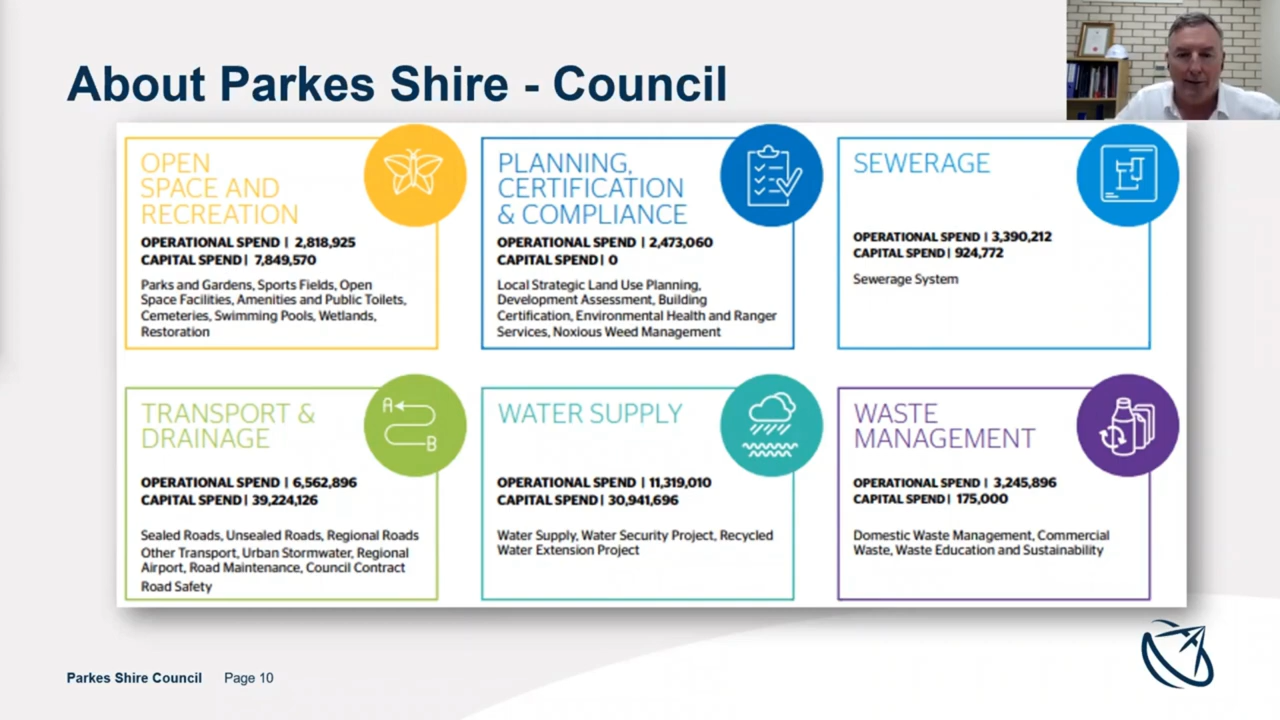 About Parkes Shire - Council
OPEN
SPACE AND
RECREATION
OPERATIONAL SPEND | 2,818,925
CAPITAL SPEND | 7,849,570
Parks and Gardens, Sports Fields, Open
Space Facilities, Amenities and Public Toilets,
Cemeteries, Swimming Pools, Wetlands,
Restoration
PLANNING,
CERTIFICATION
& COMPLIANCE
OPERATIONAL SPEND | 2,473,060
CAPITAL SPEND | 0
Local Strategic Land Use Planning,
Development Assessment, Building
Certification, Environmental Health and Ranger
Services, Noxious Weed Management
SEWERAGE
OPERATIONAL SPEND | 3,390,212
CAPITAL SPEND | 924,772
Sewerage System
TRANSPORT &
DRAINAGE
A
B
OPERATIONAL SPEND | 6,562,896
CAPITAL SPEND | 39,224,126
Sealed Roads, Unsealed Roads, Regional Roads
Other Transport, Urban Stormwater, Regional
Airport, Road Maintenance, Council Contract
Road Safety
WATER SUPPLY
OPERATIONAL SPEND | 11,319,010
CAPITAL SPEND | 30,941,696
Water Supply, Water Security Project, Recycled
Water Extension Project
WASTE
MANAGEMENT
OPERATIONAL SPEND | 3,245,896
CAPITAL SPEND | 175,000
Domestic Waste Management, Commercial
Waste, Waste Education and Sustainability
Parkes Shire Council Page 10